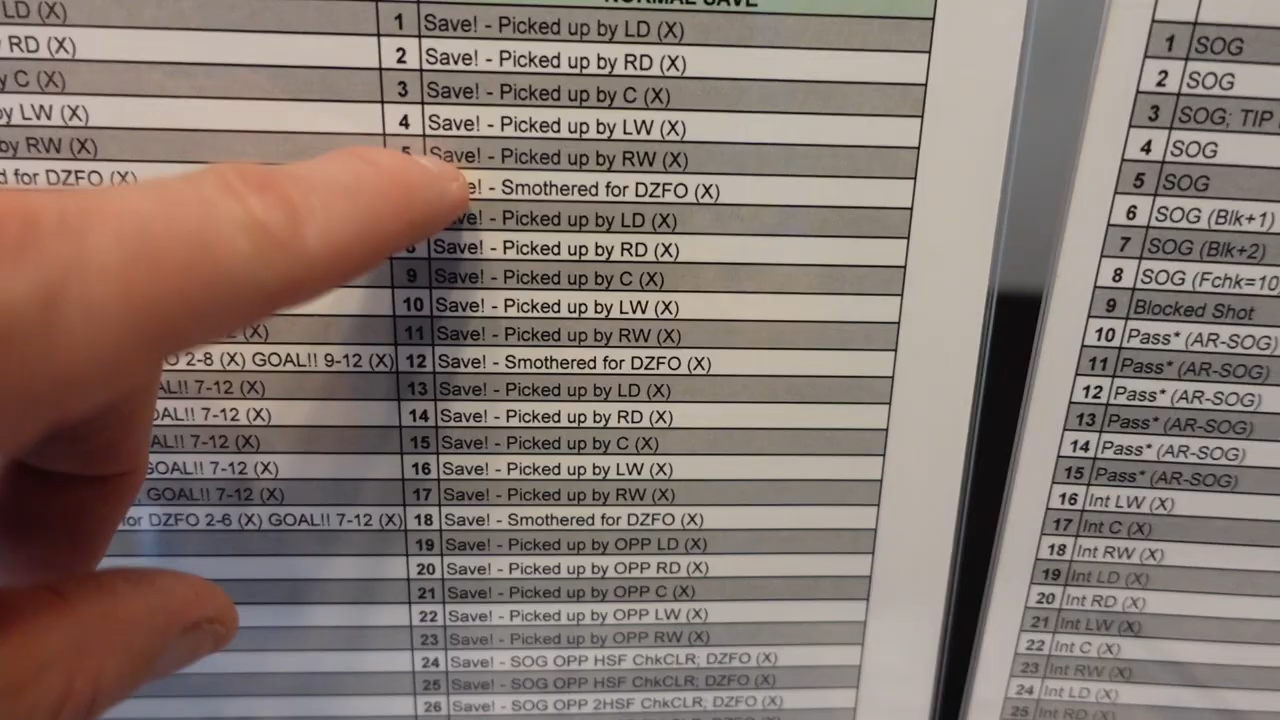 NORMAL SAVE
LD (X)
RD (X)
y C (X)
by LW (X)
by RW (X)
d for DZFO (X)
(X)
O 2-8 (X) GOAL!! 9-12 (X)
AL!! 7-12 (X)
OAL!! 7-12 (X)
AL!! 7-12 (X)
GOAL!! 7-12 (X)
, GOAL!! 7-12 (X)
for DZFO 2-6 (X) GOAL!! 7-12 (X)
1 Save! - Picked up by LD (X)
2 Save! - Picked up by RD (X)
3 Save! - Picked up by C (X)
4 Save! - Picked up by LW (X)
5 Save! - Picked up by RW (X)
e! - Smothered for DZFO (X)
ve! - Picked up by LD (X)
8 Save! - Picked up by RD (X)
9 Save! - Picked up by C (X)
10 Save! - Picked up by LW (X)
11 Save! - Picked up by RW (X)
12 Save! - Smothered for DZFO (X)
13 Save! - Picked up by LD (X)
14 Save! - Picked up by RD (X)
15 Save! - Picked up by C (X)
16 Save! - Picked up by LW (X)
17 Save! - Picked up by RW (X)
18 Save! - Smothered for DZFO (X)
19 Save! - Picked up by OPP LD (X)
20 Save! - Picked up by OPP RD (X)
21 Save! - Picked up by OPP C (X)
22 Save! - Picked up by OPP LW (X)
23 Save! - Picked up by OPP RW (X)
24 Save! - SOG OPP HSF ChkCLR; DZFO (X)
25 Save! - SOG OPP HSF ChkCLR; DZFO (X)
26 Save! - SOG OPP 2HSF ChkCLR; DZFO (X)
1 SOG
2 SOG
3 SOG; TIP
4 SOG
5 SOG
6 SOG (Blk+1)
7 SOG (Blk+2)
8 SOG (Fchk=10
9 Blocked Shot
10 Pass* (AR-SOG)
11 Pass* (AR-SOG)
12 Pass* (AR-SOG)
13 Pass* (AR-SOG)
14 Pass* (AR-SOG)
15 Pass* (AR-SOG)
16 Int LW (X)
17 Int C (X)
18 Int RW (X)
19 Int LD (X)
20 Int RD (X)
21 Int LW (X)
22 Int C (X)
23 Int RW (X)
24 Int LD (X)
25 Int RD (X)